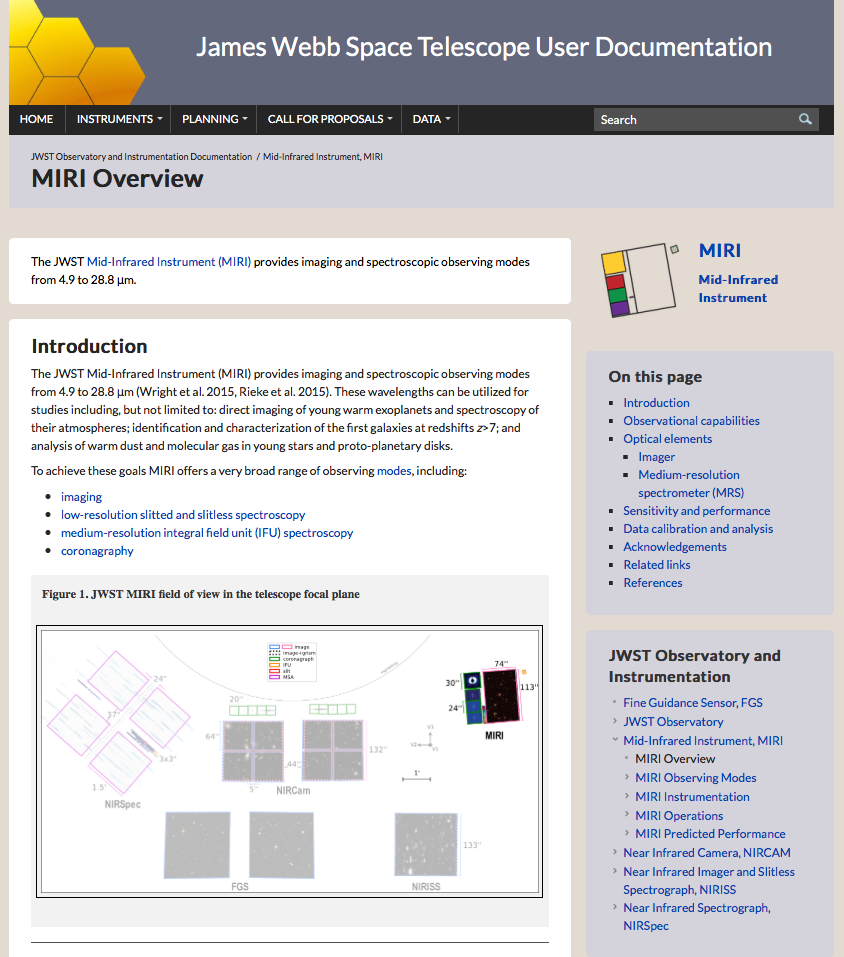 James Webb Space Telescope User Documentation
HOME INSTRUMENTS PLANNING CALL FOR PROPOSALS DATA Search
JWST Observatory and Instrumentation Documentation / Mid-Infrared Instrument, MIRI
MIRI Overview
The JWST Mid-Infrared Instrument (MIRI) provides imaging and spectroscopic observing modes
from 4.9 to 28.8 μm.
Introduction
The JWST Mid-Infrared Instrument (MIRI) provides imaging and spectroscopic observing modes
from 4.9 to 28.8 μm (Wright et al. 2015, Rieke et al. 2015). These wavelengths can be utilized for
studies including, but not limited to: direct imaging of young warm exoplanets and spectroscopy of
their atmospheres; identification and characterization of the first galaxies at redshifts z>7; and
analysis of warm dust and molecular gas in young stars and proto-planetary disks.
To achieve these goals MIRI offers a very broad range of observing modes, including:
• imaging
• low-resolution slitted and slitless spectroscopy
• medium-resolution integral field unit (IFU) spectroscopy
• coronagraphy
Figure 1. JWST MIRI field of view in the telescope focal plane
image
image+grism
coronagraph
IFU
slit
MSA
24"
37"
3x3"
1.5'
NIRSpec
20"
64"
44"
132"
5"
NIRCam
V3
V2
V1
1'
74"
30"
113"
24"
MIRI
FGS
133"
NIRISS
MIRI
Mid-Infrared
Instrument
On this page
Introduction
Observational capabilities
Optical elements
Imager
Medium-resolution
spectrometer (MRS)
Sensitivity and performance
Data calibration and analysis
Acknowledgements
Related links
References
JWST Observatory and
Instrumentation
Fine Guidance Sensor, FGS
JWST Observatory
Mid-Infrared Instrument, MIRI
MIRI Overview
MIRI Observing Modes
MIRI Instrumentation
MIRI Operations
MIRI Predicted Performance
Near Infrared Camera, NIRCAM
Near Infrared Imager and Slitless
Spectrograph, NIRISS
Near Infrared Spectrograph,
NIRSpec